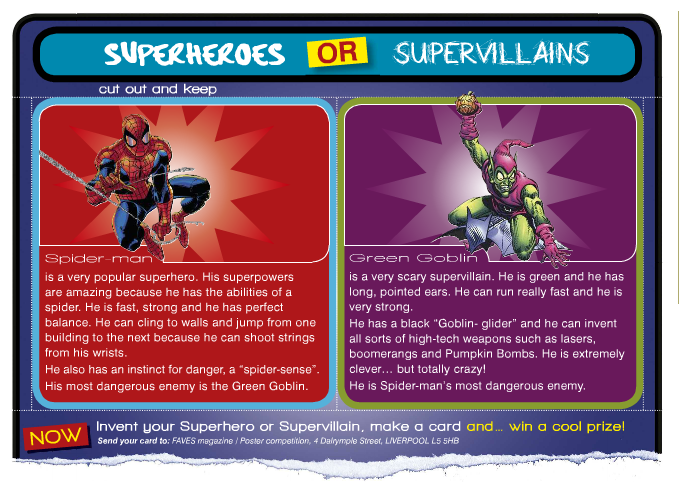 SUPERHEROES OR SUPERVILLAINS
cut out and keep
Spider-man
is a very popular superhero. His superpowers
are amazing because he has the abilities of a
spider. He is fast, strong and he has perfect
balance. He can cling to walls and jump from one
building to the next because he can shoot strings
from his wrists.
He also has an instinct for danger, a “spider-sense”.
His most dangerous enemy is the Green Goblin.
Green Goblin
is a very scary supervillain. He is green and he has
long, pointed ears. He can run really fast and he is
very strong.
He has a black “Goblin- glider” and he can invent
all sorts of high-tech weapons such as lasers,
boomerangs and Pumpkin Bombs. He is extremely
clever... but totally crazy!
He is Spider-man's most dangerous enemy.
NOW
Invent your Superhero or Supervillain, make a card and... win a cool prize!
Send your card to: FAVES magazine / Poster competition, 4 Dalrymple Street, LIVERPOOL L5 5HB